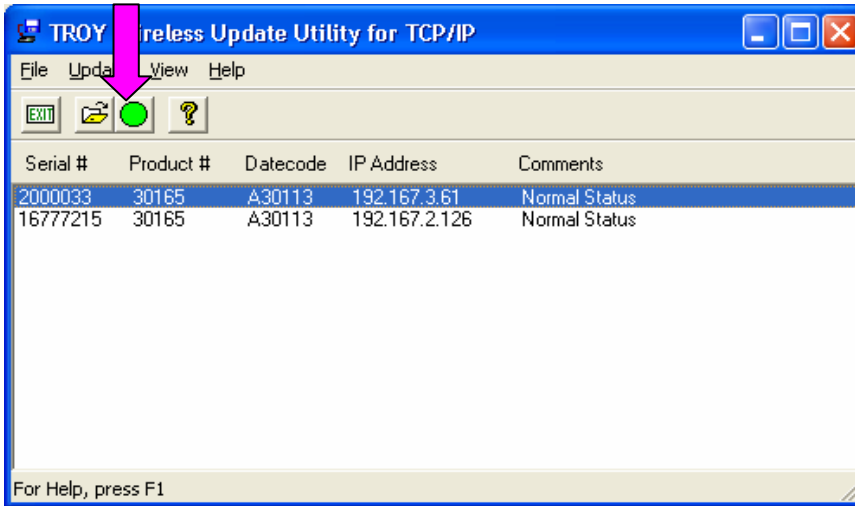 TROY ireless Update Utility for TCP/IP
File Upda View Help
EXIT ?
Serial # Product # Datecode IP Address Comments
2000033 30165 A30113 192.167.3.61 Normal Status
16777215 30165 A30113 192.167.2.126 Normal Status
For Help, press F1